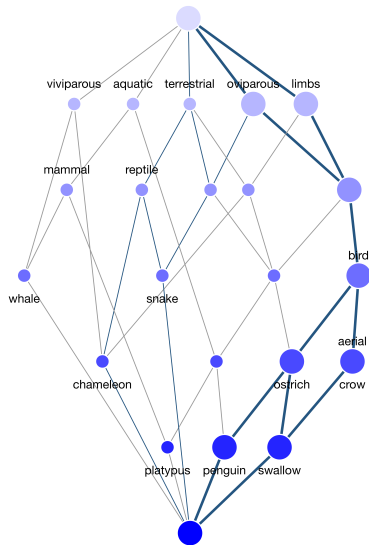 viviparous aquatic terrestrial oviparous limbs
mammal reptile
bird
whale snake
aerial
chameleon ostrich crow
platypus penguin swallow